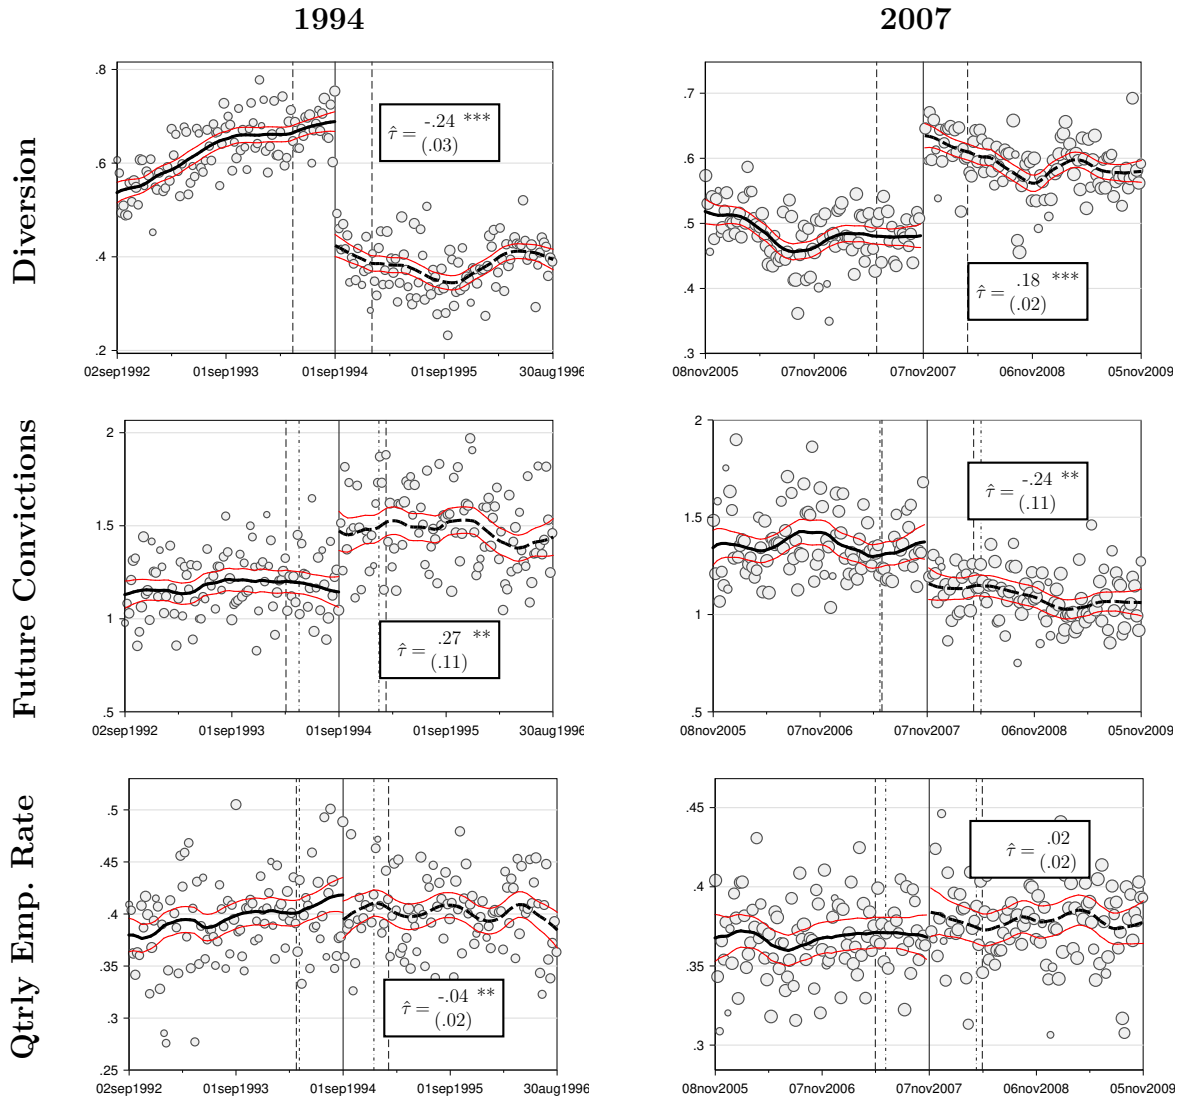 1994
2007
Diversion
.8
.6
.4
.2
τ̂ = -.24 ***
(.03)
02sep1992 01sep1993 01sep1994 01sep1995 30aug1996
.7
.6
.5
.4
.3
τ̂ = .18 ***
(.02)
08nov2005 07nov2006 07nov2007 06nov2008 05nov2009
Future Convictions
2
1.5
1
.5
τ̂ = .27 **
(.11)
02sep1992 01sep1993 01sep1994 01sep1995 30aug1996
2
1.5
1
.5
τ̂ = -.24 **
(.11)
08nov2005 07nov2006 07nov2007 06nov2008 05nov2009
Qtrly Emp. Rate
.5
.45
.4
.35
.3
.25
τ̂ = -.04 **
(.02)
02sep1992 01sep1993 01sep1994 01sep1995 30aug1996
.45
.4
.35
.3
τ̂ = .02
(.02)
08nov2005 07nov2006 07nov2007 06nov2008 05nov2009